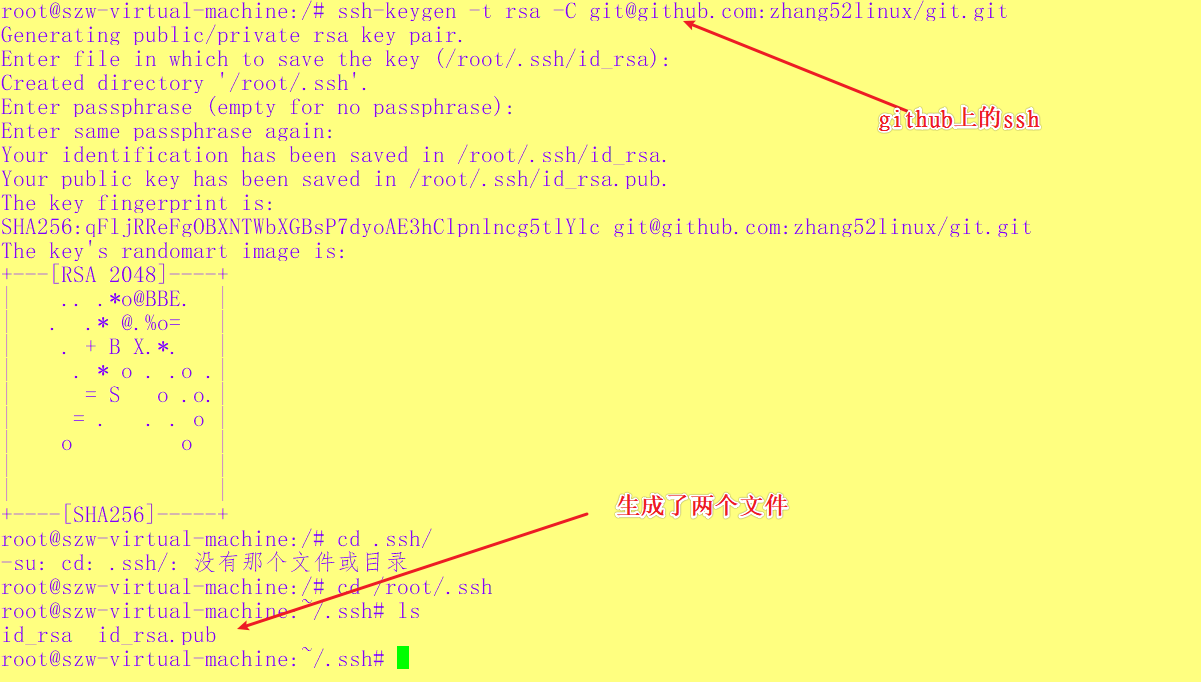 root@szw-virtual-machine:/# ssh-keygen -t rsa -C git@github.com:zhang52linux/git.git
Generating public/private rsa key pair.
Enter file in which to save the key (/root/.ssh/id_rsa):
Created directory '/root/.ssh'.
Enter passphrase (empty for no passphrase):
github上的ssh
Enter same passphrase again:
Your identification has been saved in /root/.ssh/id_rsa.
Your public key has been saved in /root/.ssh/id_rsa.pub.
The key fingerprint is:
SHA256:qFljRReFgOBXNTWbXGBsP7dyoAE3hClpnlncg5tlYlc git@github.com:zhang52linux/git.git
The key's randomart image is:
+---[RSA 2048]----+
|    .. .*o@BBE.  |
|   .  .* @.%o=   |
|    . + B X.*.   |
|     . * o . .o .|
|      = S   o .o.|
|     = .   . . o |
|    o         o  |
|                 |
|                 |
+----[SHA256]-----+
生成了两个文件
root@szw-virtual-machine:/# cd .ssh/
-su: cd: .ssh/: 没有那个文件或目录
root@szw-virtual-machine:/# cd /root/.ssh
root@szw-virtual-machine:~/.ssh# ls
id_rsa  id_rsa.pub
root@szw-virtual-machine:~/.ssh#